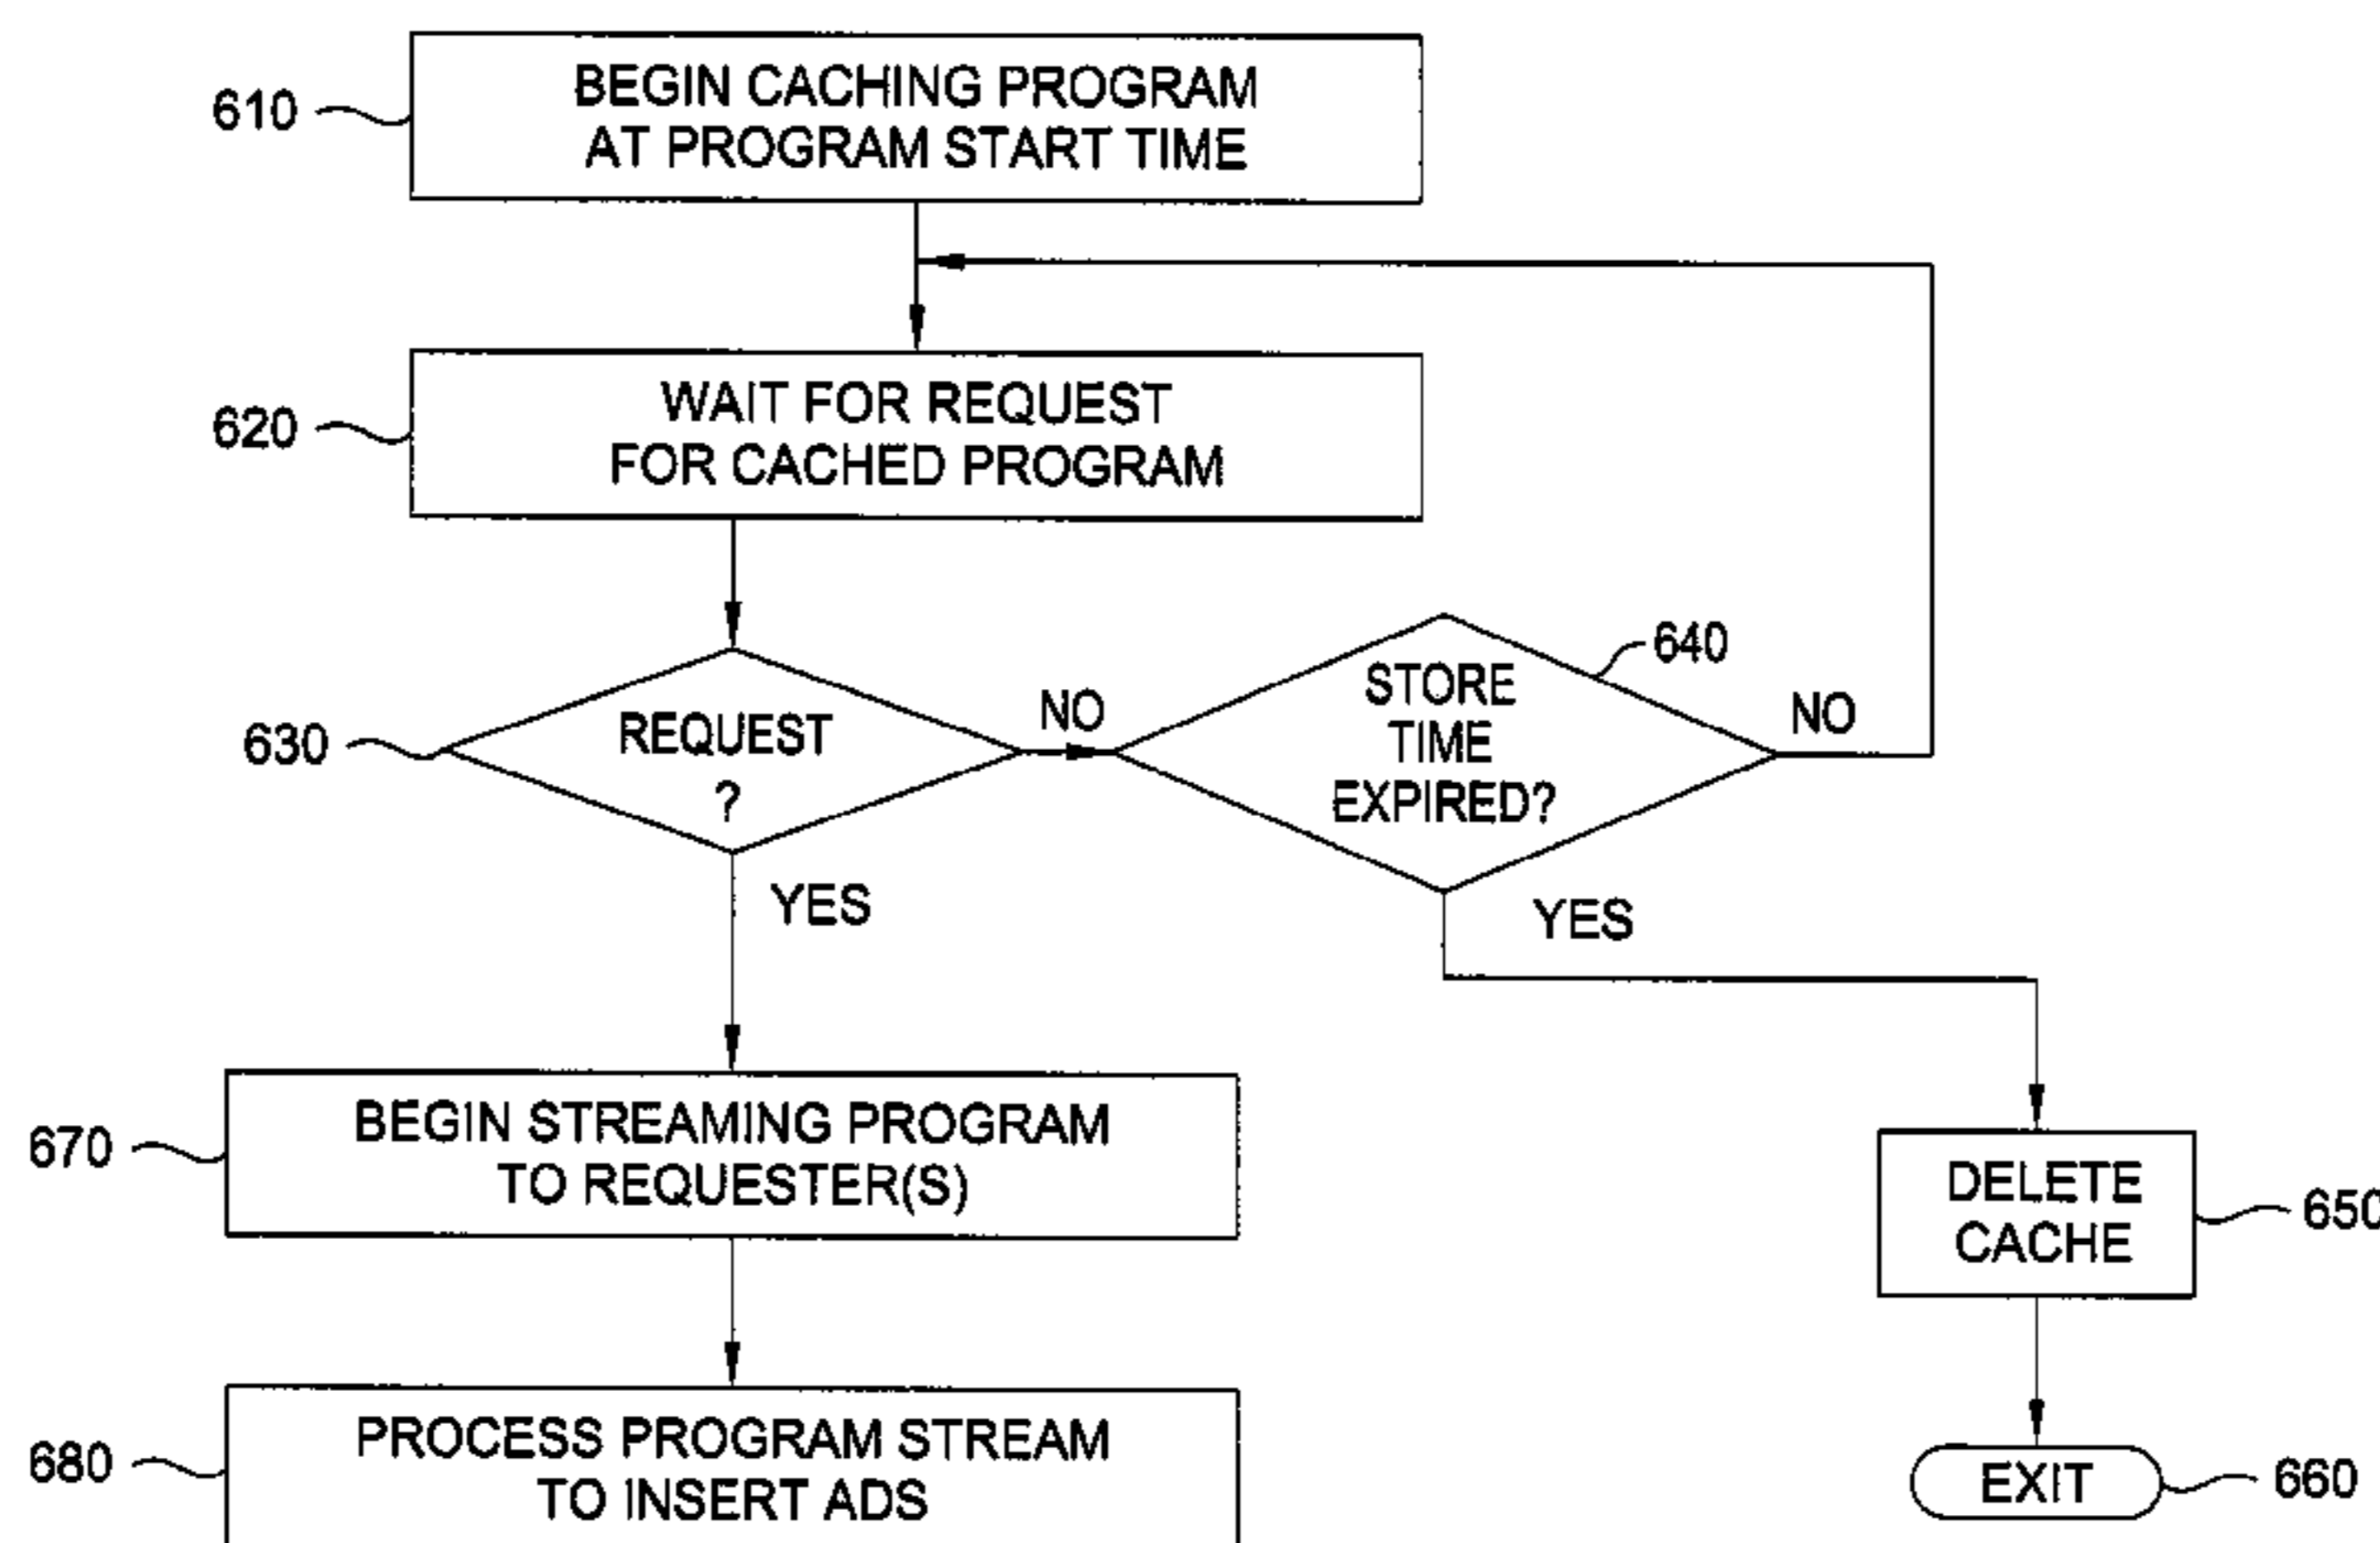 610
BEGIN CACHING PROGRAM
AT PROGRAM START TIME
620
WAIT FOR REQUEST
FOR CACHED PROGRAM
630
REQUEST
?
NO
640
STORE
TIME
EXPIRED?
NO
YES
YES
670
BEGIN STREAMING PROGRAM
TO REQUESTER(S)
DELETE
CACHE
650
680
PROCESS PROGRAM STREAM
TO INSERT ADS
EXIT
660